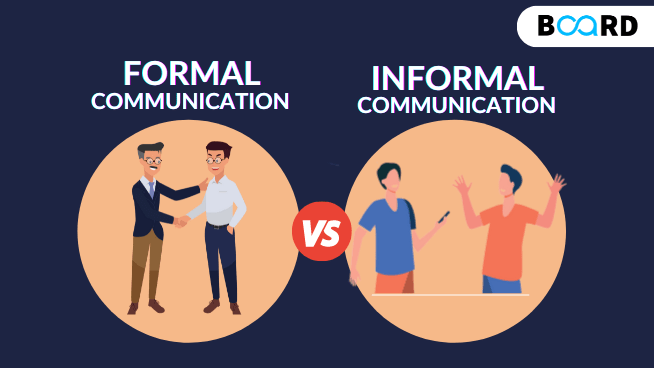 BOARD
FORMAL
COMMUNICATION
INFORMAL
COMMUNICATION
VS